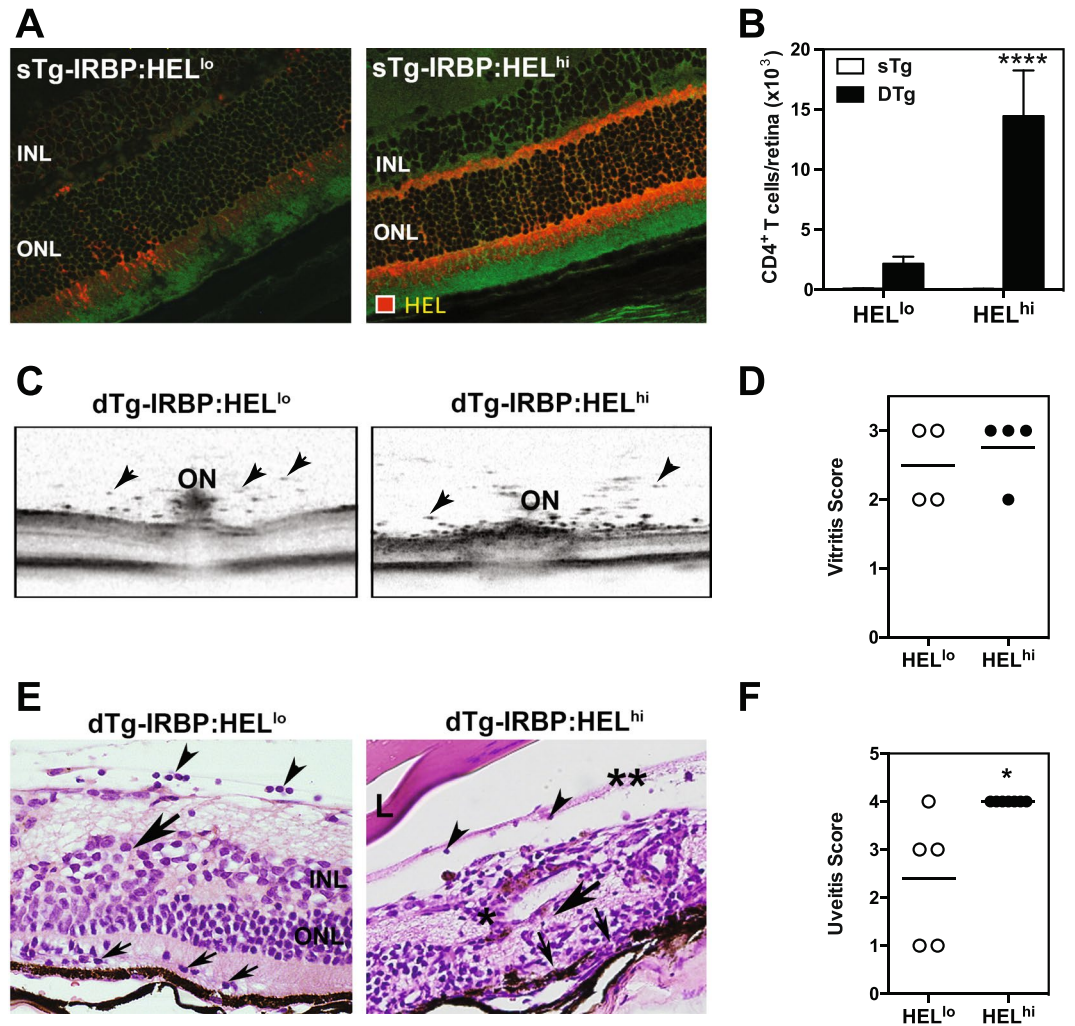 A
sTg-IRBP:HELˡᵒ
INL
ONL
sTg-IRBP:HELʰⁱ
INL
ONL
HEL
B
CD4⁺ T cells/retina (x10³)
20
15
10
5
0
sTg
DTg
****
HELˡᵒ
HELʰⁱ
C
dTg-IRBP:HELˡᵒ
ON
dTg-IRBP:HELʰⁱ
ON
D
Vitritis Score
3
2
1
0
HELˡᵒ
HELʰⁱ
E
dTg-IRBP:HELˡᵒ
INL
ONL
dTg-IRBP:HELʰⁱ
L
**
*
F
Uveitis Score
5
4
3
2
1
0
*
HELˡᵒ
HELʰⁱ